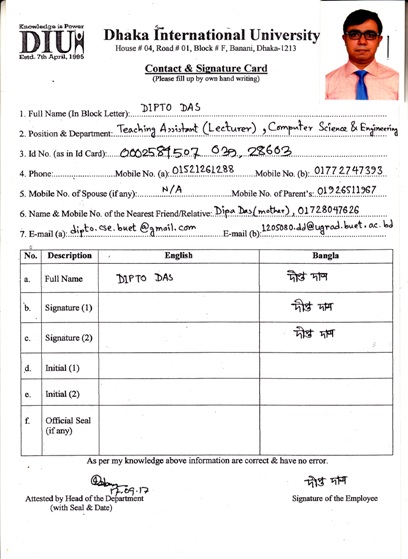 Knowledge is Power
DIU
Estd. 7th April, 1995
Dhaka International University
House # 04, Road # 01, Block # F, Banani, Dhaka-1213
Contact & Signature Card
(Please fill up by own hand writing)
1. Full Name (In Block Letter): DIPTO DAS
2. Position & Department: Teaching Assistant (Lecturer), Computer Science & Engineering
3. Id No. (as in Id Card): 0002584507 039, 28603
4. Phone: Mobile No. (a): 01521261288 Mobile No. (b): 01772747393
5. Mobile No. of Spouse (if any): N/A Mobile No. of Parent's: 01926511967
6. Name & Mobile No. of the Nearest Friend/Relative: Dipa Das (mother), 01728047626
7. E-mail (a): dipto.cse.buet@gmail.com E-mail (b): 1205080.dd@ugrad.buet.ac.bd
No. Description English Bangla
a. Full Name DIPTO DAS দীপ্ত দাস
b. Signature (1) দীপ্ত দাস
c. Signature (2) দীপ্ত দাস
d. Initial (1)
e. Initial (2)
f. Official Seal
(if any)
As per my knowledge above information are correct & have no error.
17.09.17 দীপ্ত দাস
Attested by Head of the Department Signature of the Employee
(with Seal & Date)